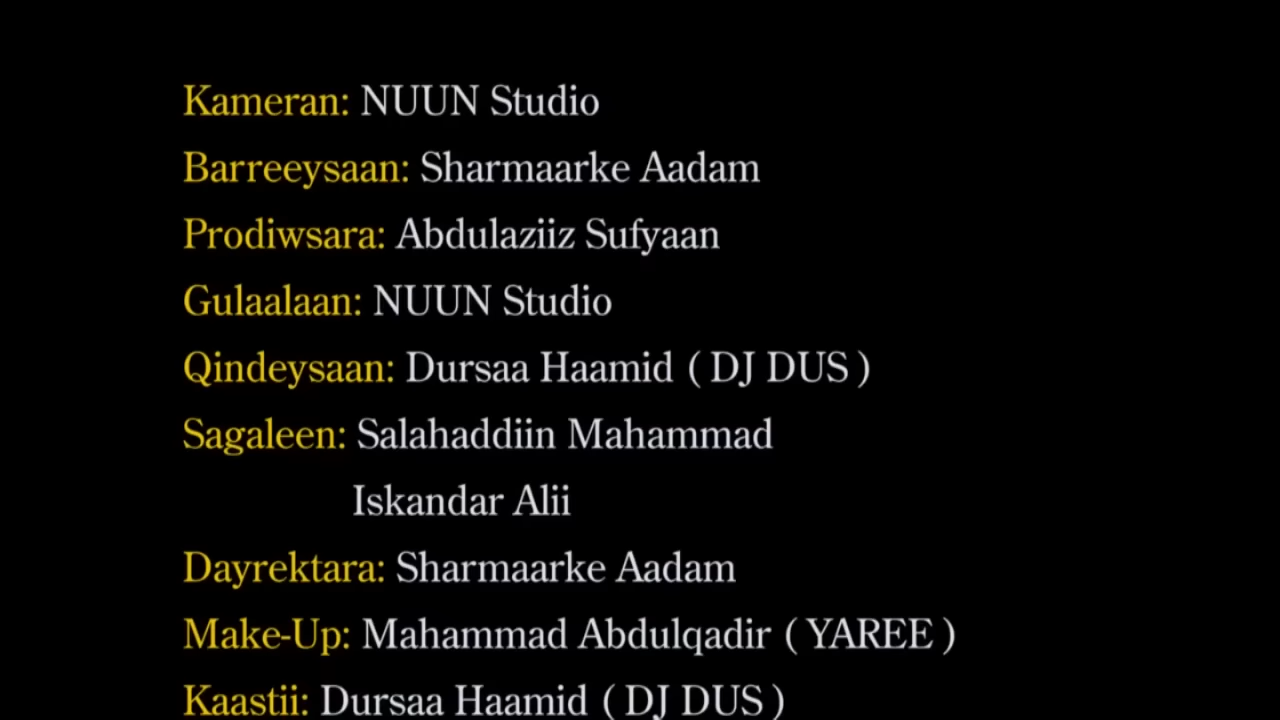 Kameran: NUUN Studio
Barreeysaan: Sharmaarke Aadam
Prodiwsara: Abdulaziiz Sufyaan
Gulaalaan: NUUN Studio
Qindeysaan: Dursaa Haamid ( DJ DUS )
Sagaleen: Salahaddiin Mahammad
Iskandar Alii
Dayrektara: Sharmaarke Aadam
Make-Up: Mahammad Abdulqadir ( YAREE )
Kaastii: Dursaa Haamid ( DJ DUS )